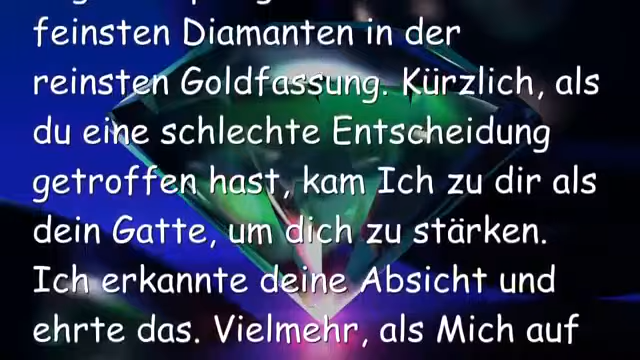 feinsten Diamanten in der
reinsten Goldfassung. Kürzlich, als
du eine schlechte Entscheidung
getroffen hast, kam Ich zu dir als
dein Gatte, um dich zu stärken.
Ich erkannte deine Absicht und
ehrte das. Vielmehr, als Mich auf